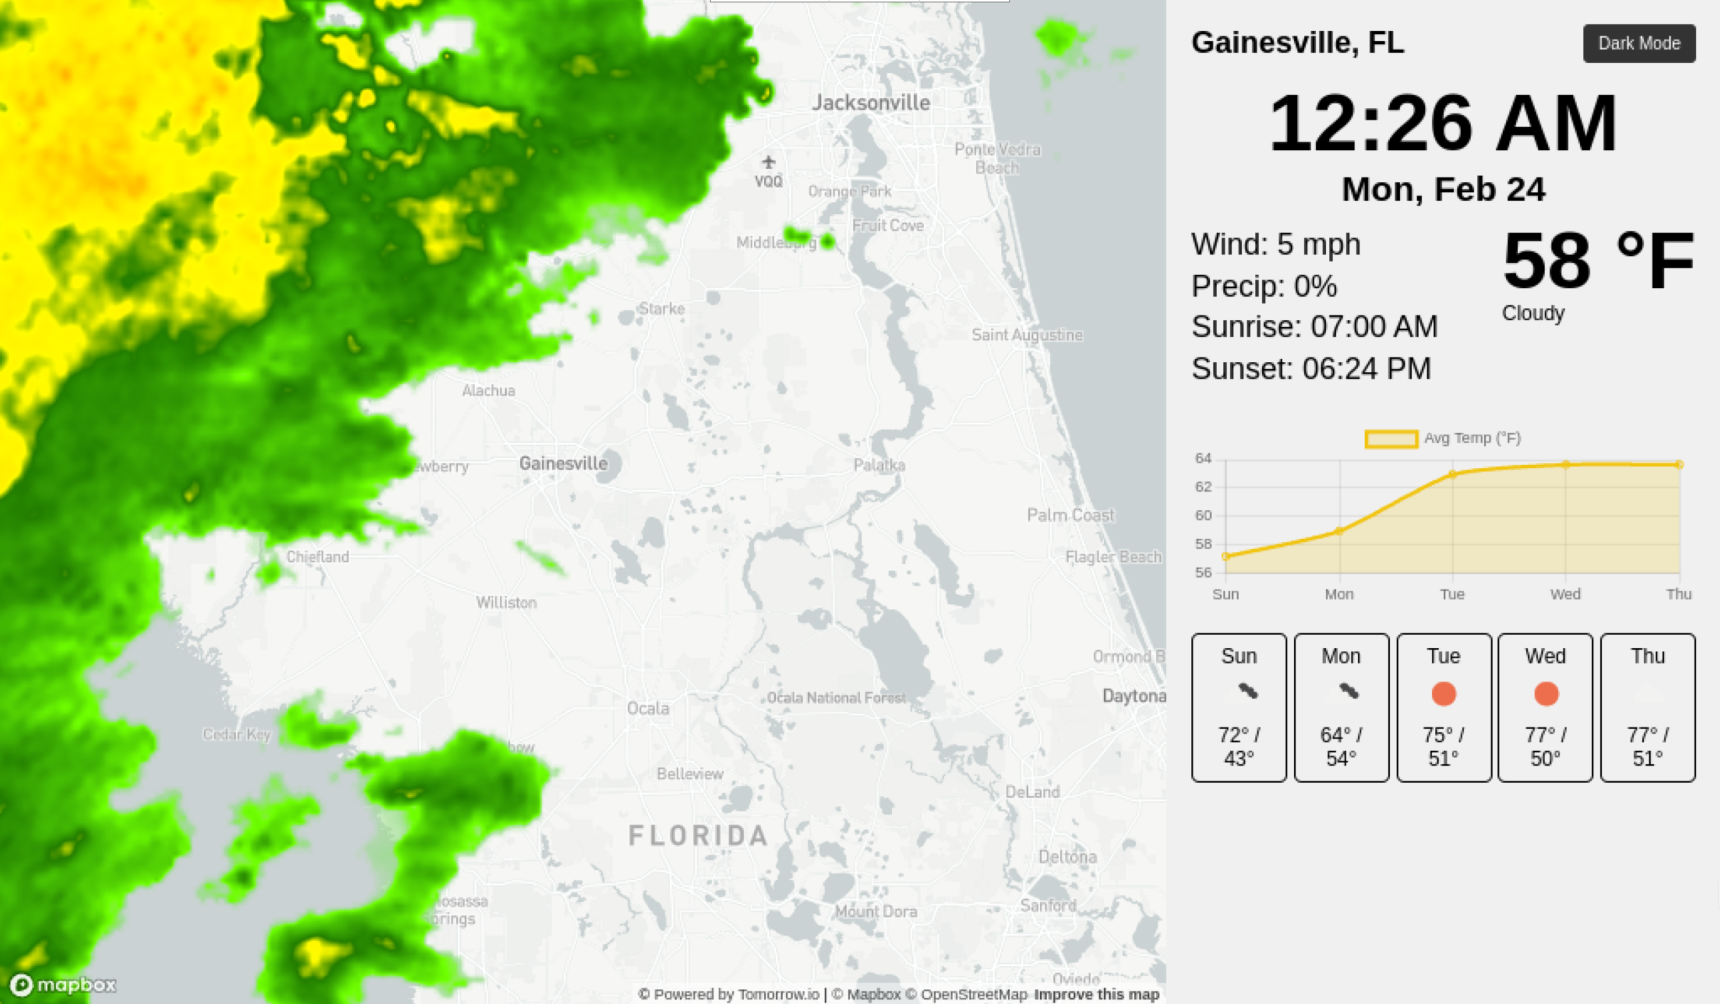 Jacksonville
Ponte Vedra
Beach
VQQ
Orange Park
Fruit Cove
Middleburg
Starke
Saint Augustine
Alachua
wberry
Gainesville
Palatka
Palm Coast
Chiefland
Flagler Beach
Williston
Ormond B
Ocala National Forest
Daytona
Ocala
Cedar Key
bow
Belleview
DeLand
FLORIDA
Deltona
osassa
rings
Mount Dora
Sanford
Oviedo
mapbox
© Powered by Tomorrow.io | © Mapbox © OpenStreetMap Improve this map
Gainesville, FL
Dark Mode
12:26 AM
Mon, Feb 24
Wind: 5 mph
Precip: 0%
Sunrise: 07:00 AM
Sunset: 06:24 PM
58 °F
Cloudy
Avg Temp (°F)
64
62
60
58
56
Sun Mon Tue Wed Thu
Sun Mon Tue Wed Thu
72° / 64° / 75° / 77° / 77° /
43° 54° 51° 50° 51°